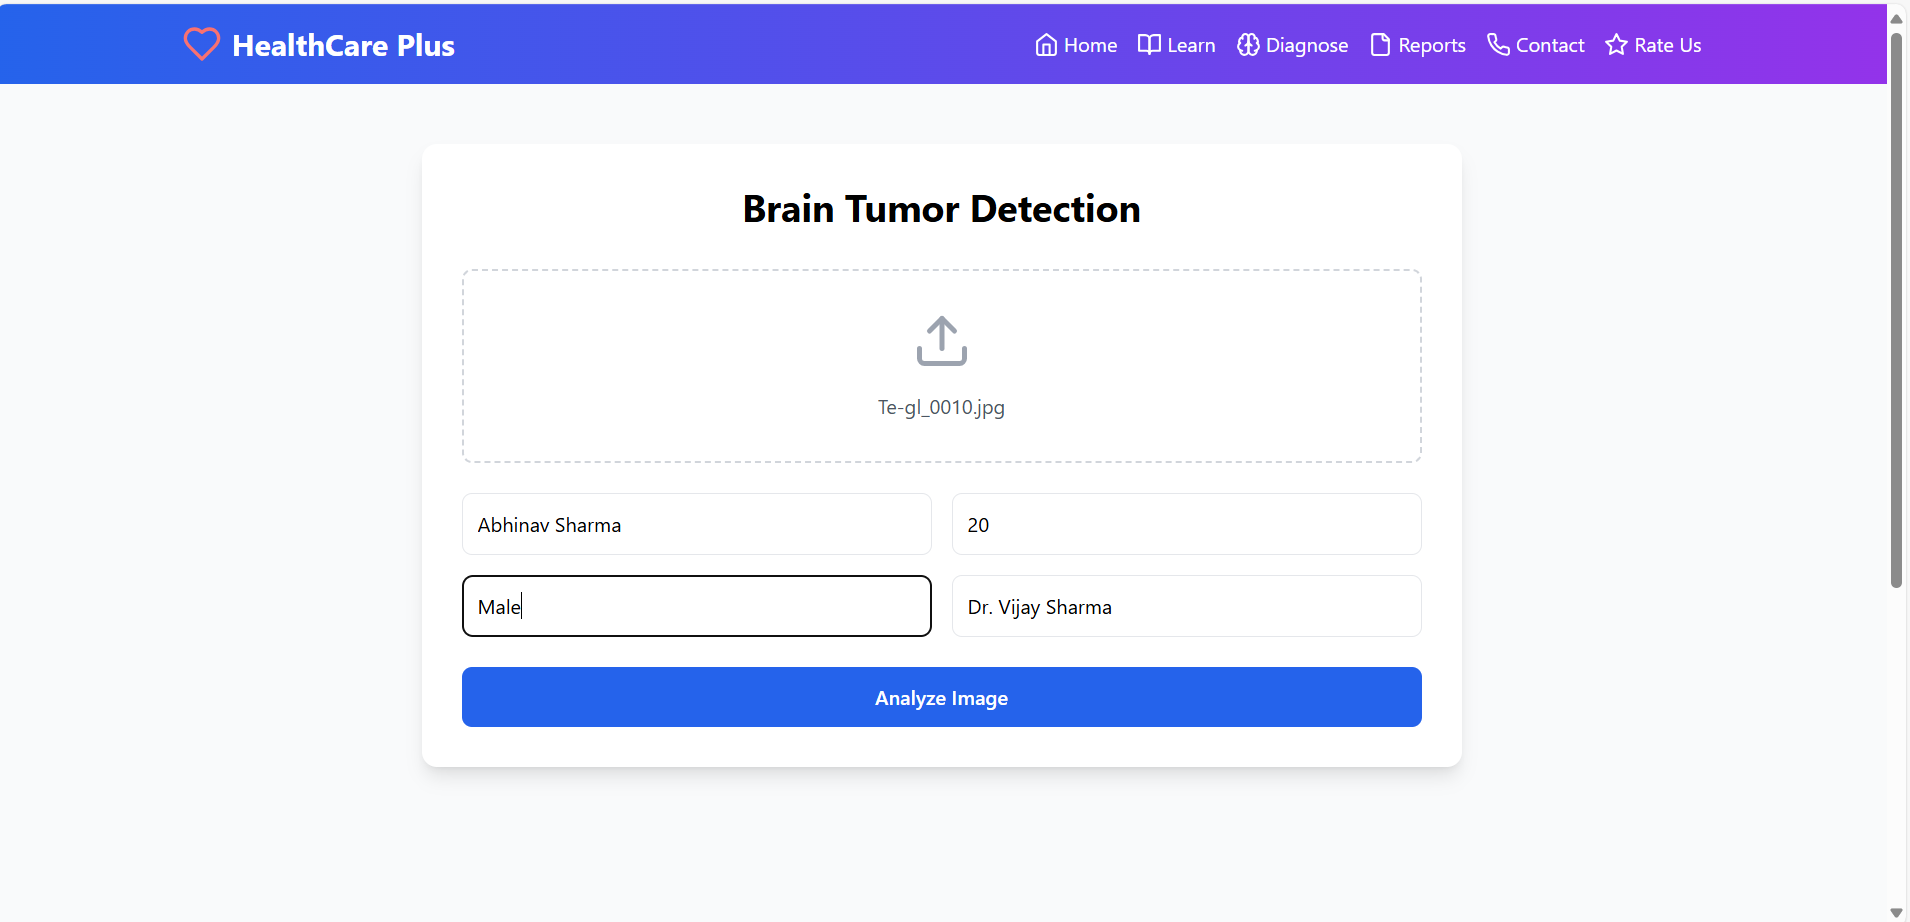 HealthCare Plus
Home Learn Diagnose Reports Contact Rate Us
Brain Tumor Detection
Te-gl_0010.jpg
Abhinav Sharma 20
Male Dr. Vijay Sharma
Analyze Image